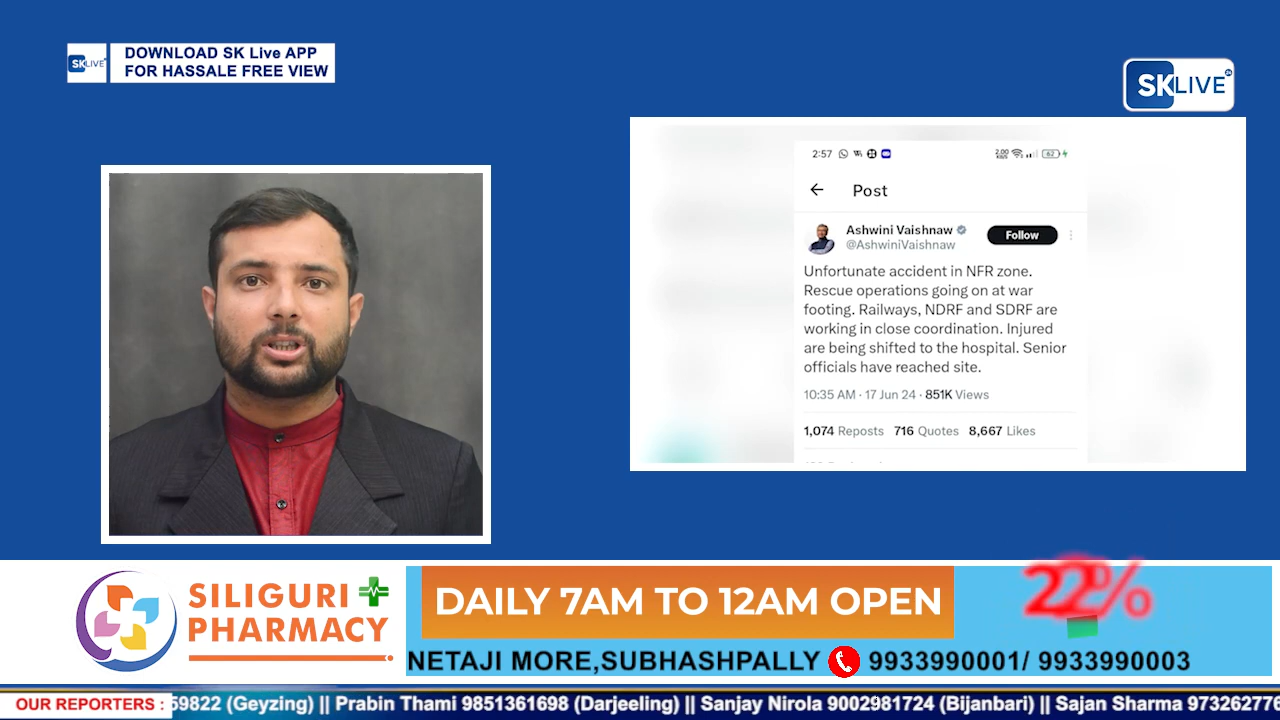 DOWNLOAD SK Live APP
FOR HASSALE FREE VIEW
SKLIVE
SKLIVE
24
2:57
62
Post
Ashwini Vaishnaw
@AshwiniVaishnaw
Follow
Unfortunate accident in NFR zone.
Rescue operations going on at war
footing. Railways, NDRF and SDRF are
working in close coordination. Injured
are being shifted to the hospital. Senior
officials have reached site.
10:35 AM · 17 Jun 24 · 851K Views
1,074 Reposts 716 Quotes 8,667 Likes
SILIGURI
PHARMACY
DAILY 7AM TO 12AM OPEN
NETAJI MORE,SUBHASHPALLY 9933990001/ 9933990003
OUR REPORTERS : 59822 (Geyzing) || Prabin Thami 9851361698 (Darjeeling) || Sanjay Nirola 9002981724 (Bijanbari) || Sajan Sharma 973262776